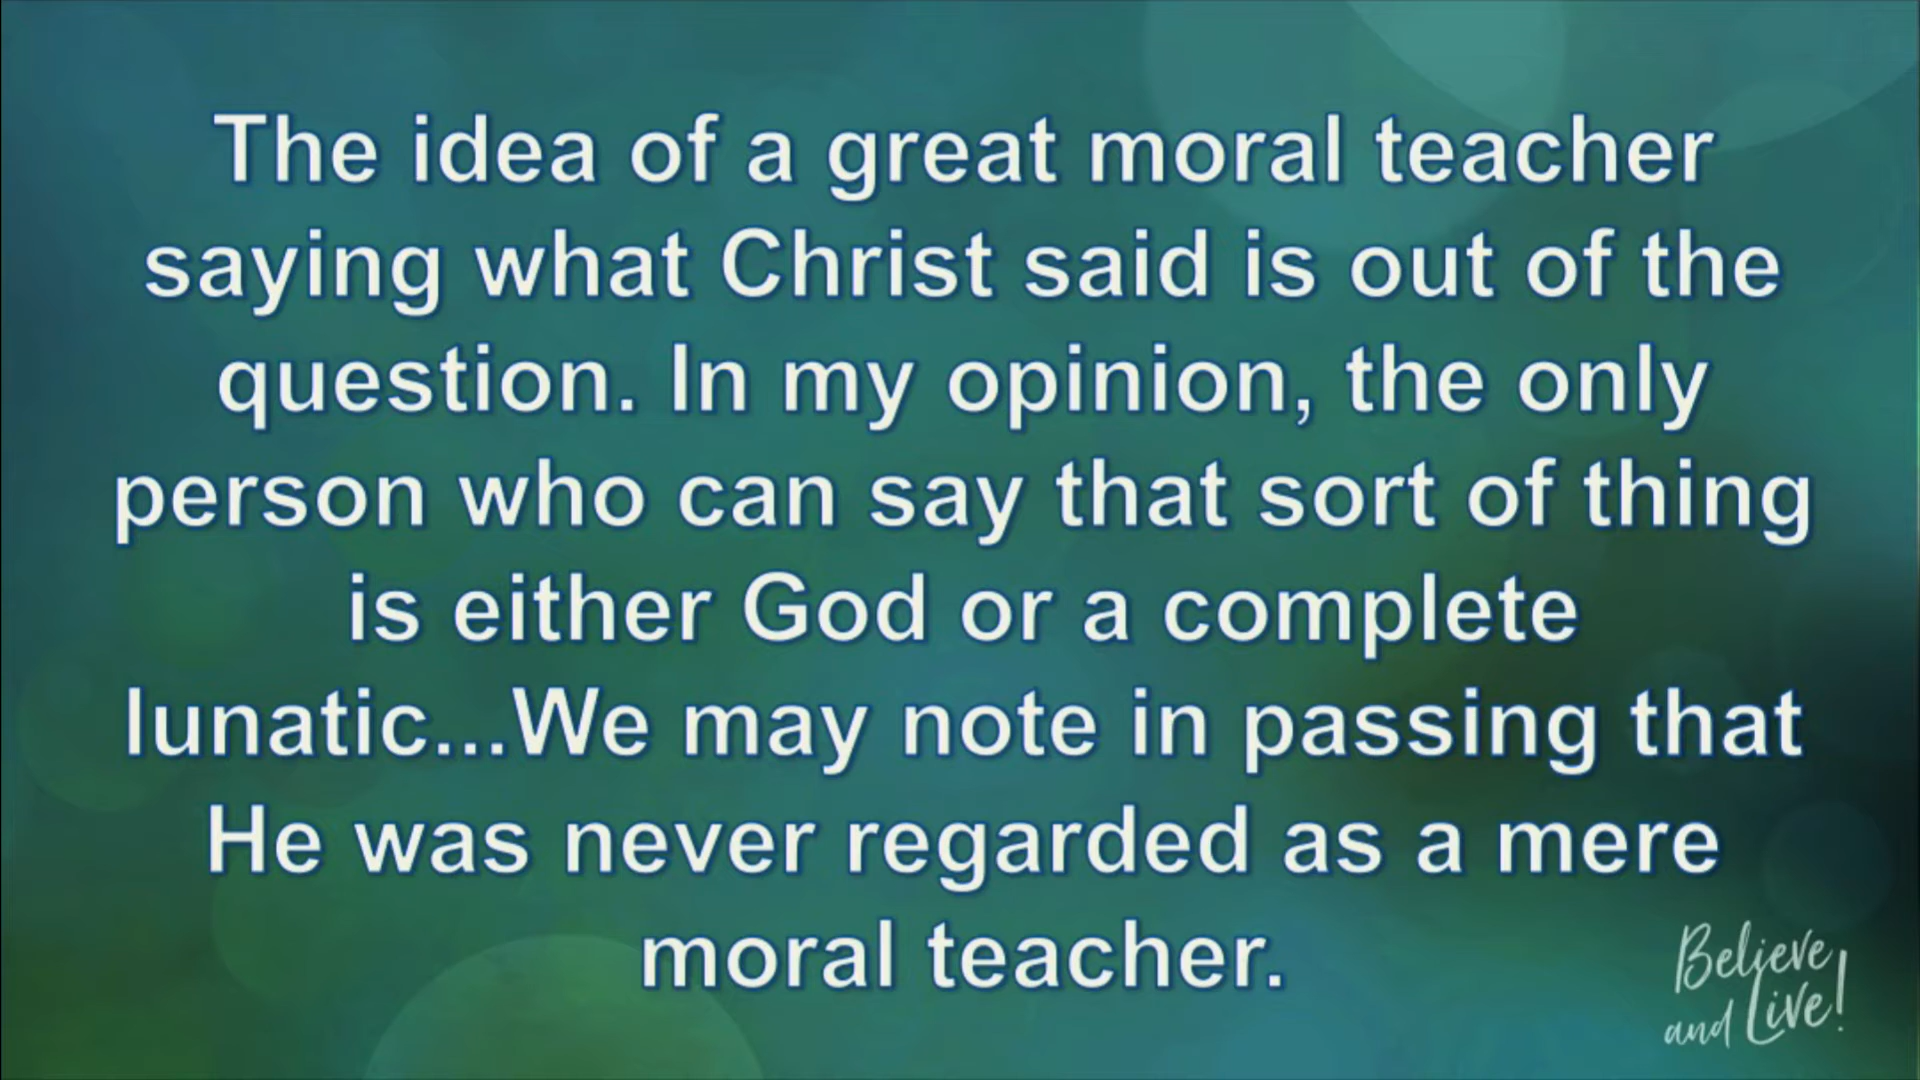 The idea of a great moral teacher
saying what Christ said is out of the
question. In my opinion, the only
person who can say that sort of thing
is either God or a complete
lunatic...We may note in passing that
He was never regarded as a mere
moral teacher.
Believe
and Live!